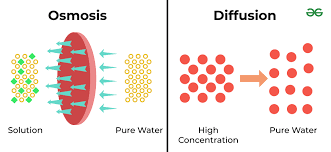 Osmosis
Solution
Pure Water
Diffusion
High
Concentration
Pure Water